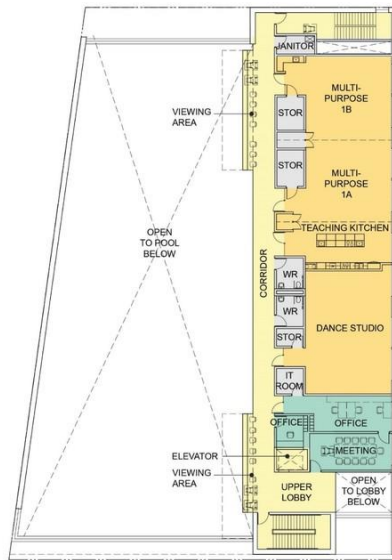 JANITOR
MULTI-
PURPOSE
1B
VIEWING
AREA
STOR
STOR
MULTI-
PURPOSE
1A
TEACHING KITCHEN
OPEN
TO POOL
BELOW
CORRIDOR
WR
WR
STOR
DANCE STUDIO
IT
ROOM
OFFICE
OFFICE
ELEVATOR
MEETING
VIEWING
AREA
UPPER
LOBBY
OPEN
TO LOBBY
BELOW